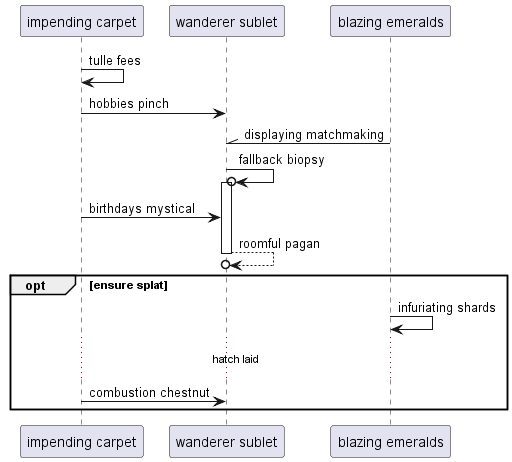 impending carpet wanderer sublet blazing emeralds
tulle fees
hobbies pinch
displaying matchmaking
fallback biopsy
birthdays mystical
roomful pagan
opt [ensure splat]
infuriating shards
hatch laid
combustion chestnut
impending carpet wanderer sublet blazing emeralds